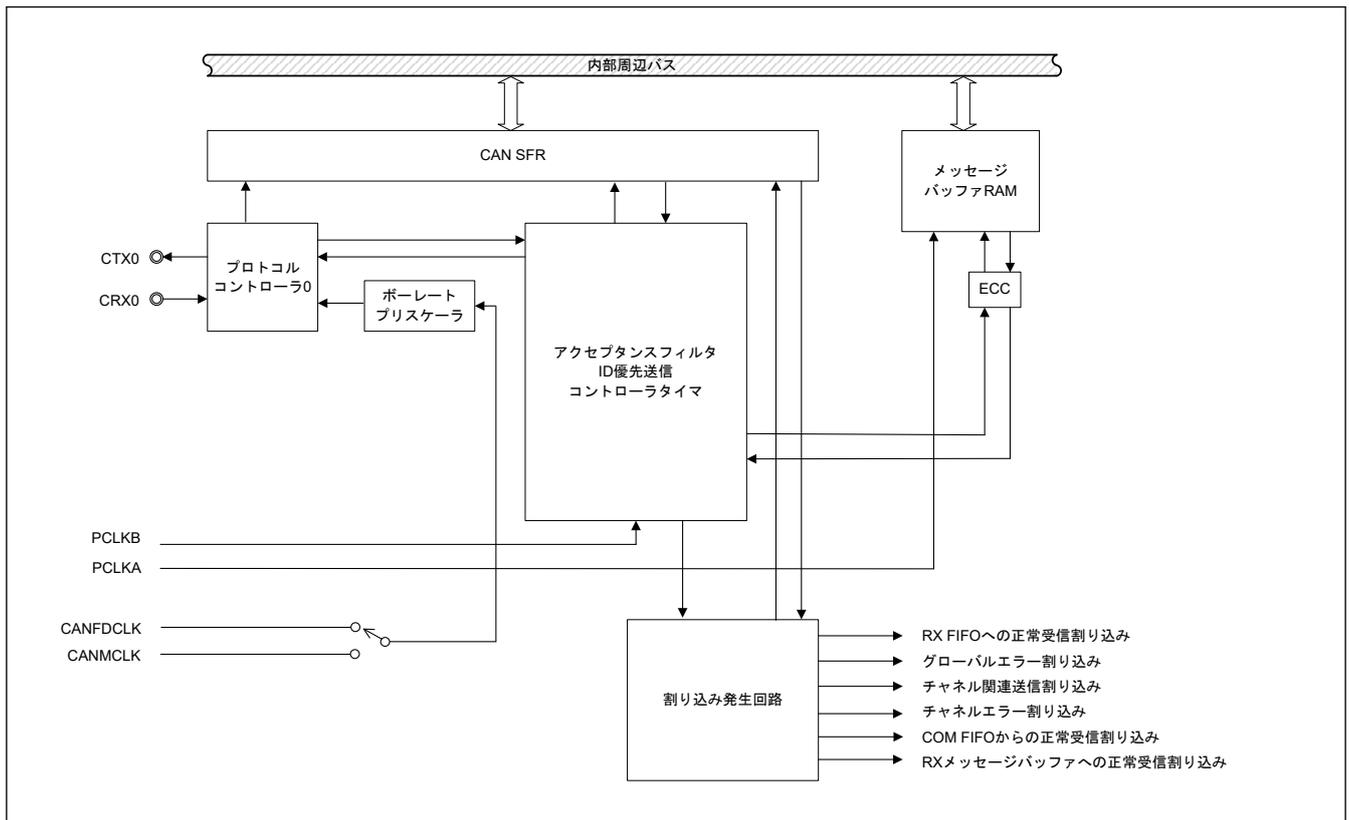 内部周辺バス
CAN SFR
メッセージ
バッファRAM
CTX0
CRX0
プロトコル
コントローラ0
ボーレート
プリスケーラ
ECC
アクセプタンスフィルタ
ID優先送信
コントローラタイマ
PCLKB
PCLKA
CANFDCLK
CANMCLK
割り込み発生回路
RX FIFOへの正常受信割り込み
グローバルエラー割り込み
チャネル関連送信割り込み
チャネルエラー割り込み
COM FIFOからの正常受信割り込み
RXメッセージバッファへの正常受信割り込み